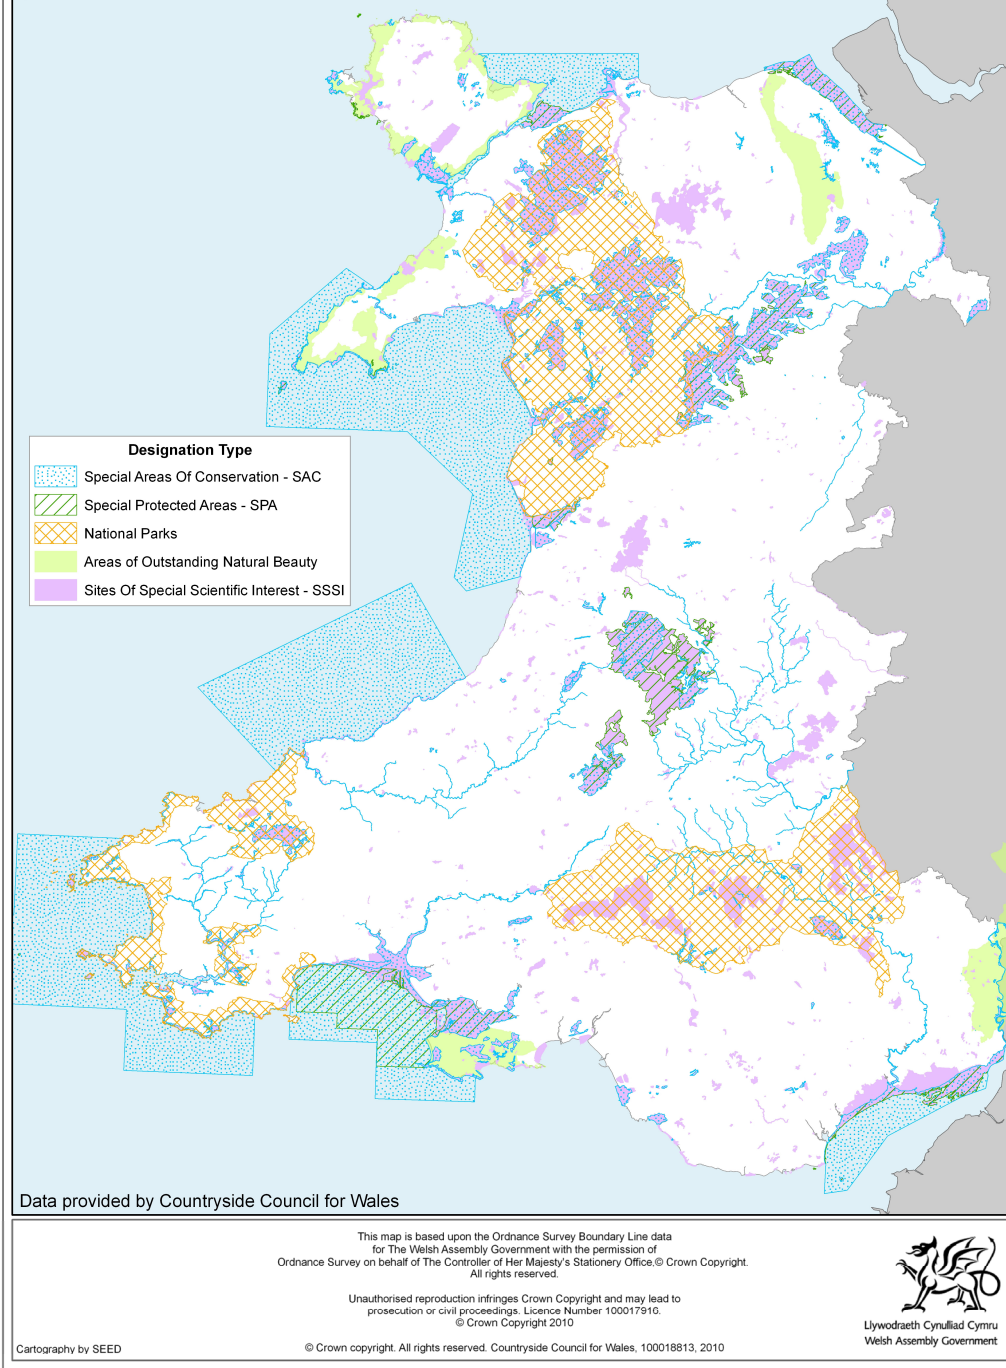 Designation Type
Special Areas Of Conservation - SAC
Special Protected Areas - SPA
National Parks
Areas of Outstanding Natural Beauty
Sites Of Special Scientific Interest - SSSI
Data provided by Countryside Council for Wales
This map is based upon the Ordnance Survey Boundary Line data
for The Welsh Assembly Government with the permission of
Ordnance Survey on behalf of The Controller of Her Majesty's Stationery Office,© Crown Copyright.
All rights reserved.
Unauthorised reproduction infringes Crown Copyright and may lead to
prosecution or civil proceedings. Licence Number 100017916.
© Crown Copyright 2010
© Crown copyright. All rights reserved. Countryside Council for Wales, 100018813, 2010
Cartography by SEED
Llywodraeth Cynulliad Cymru
Welsh Assembly Government